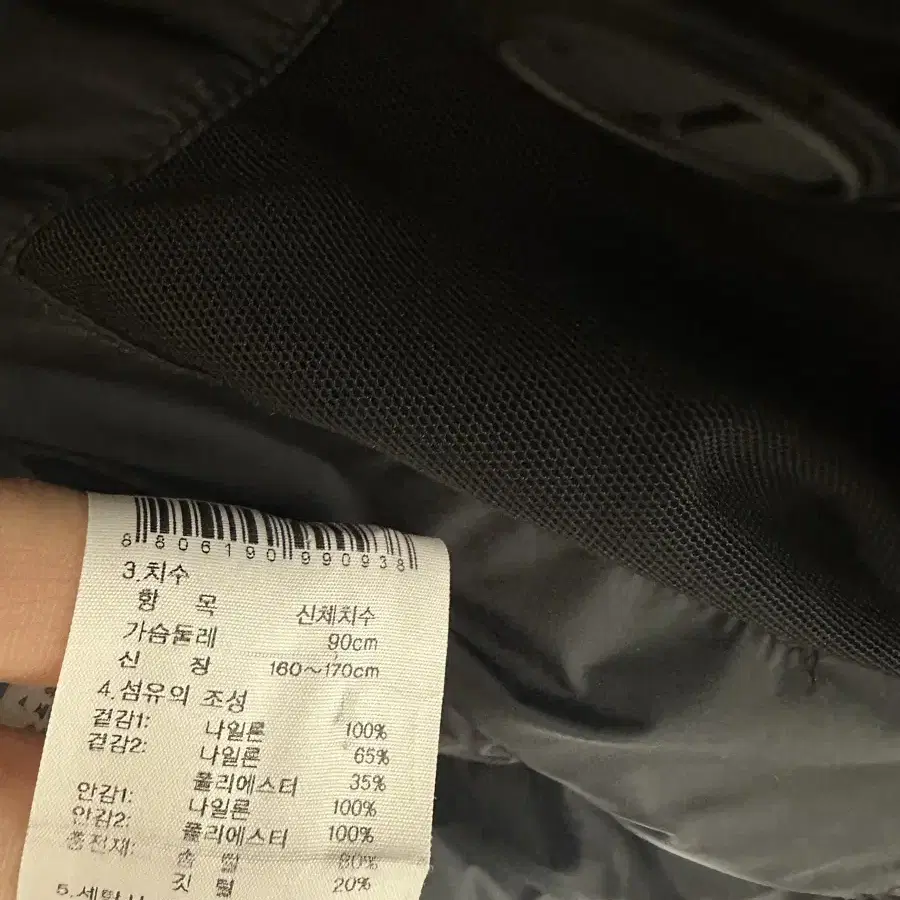 8 806190 990938
3.치수
항 목 신체치수
가슴둘레 90cm
신 장 160~170cm
4.섬유의 조성
겉감1: 나일론 100%
겉감2: 나일론 65%
폴리에스터 35%
안감1: 나일론 100%
안감2: 폴리에스터 100%
충전재: 솜 털 80%
깃 털 20%
5.세탁